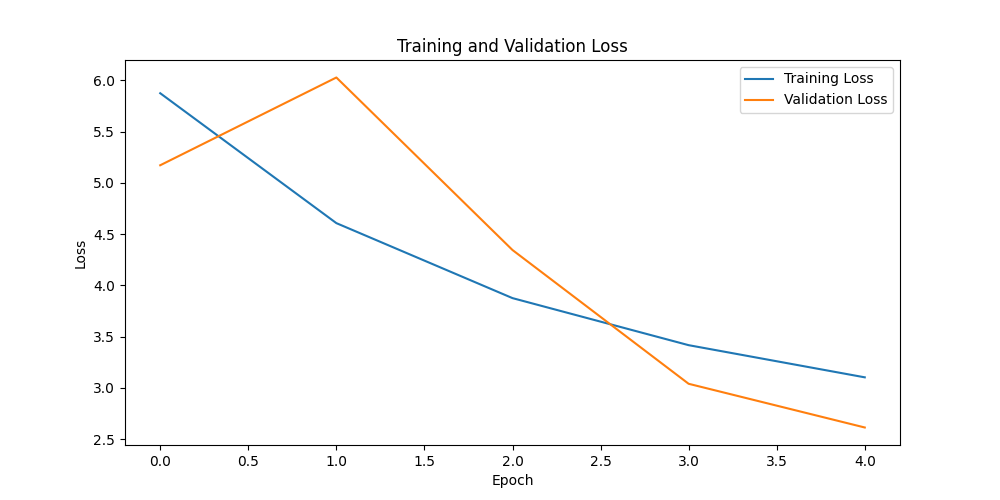 Training and Validation Loss
Training Loss
Validation Loss
6.0
5.5
5.0
4.5
4.0
3.5
3.0
2.5
Loss
0.0 0.5 1.0 1.5 2.0 2.5 3.0 3.5 4.0
Epoch